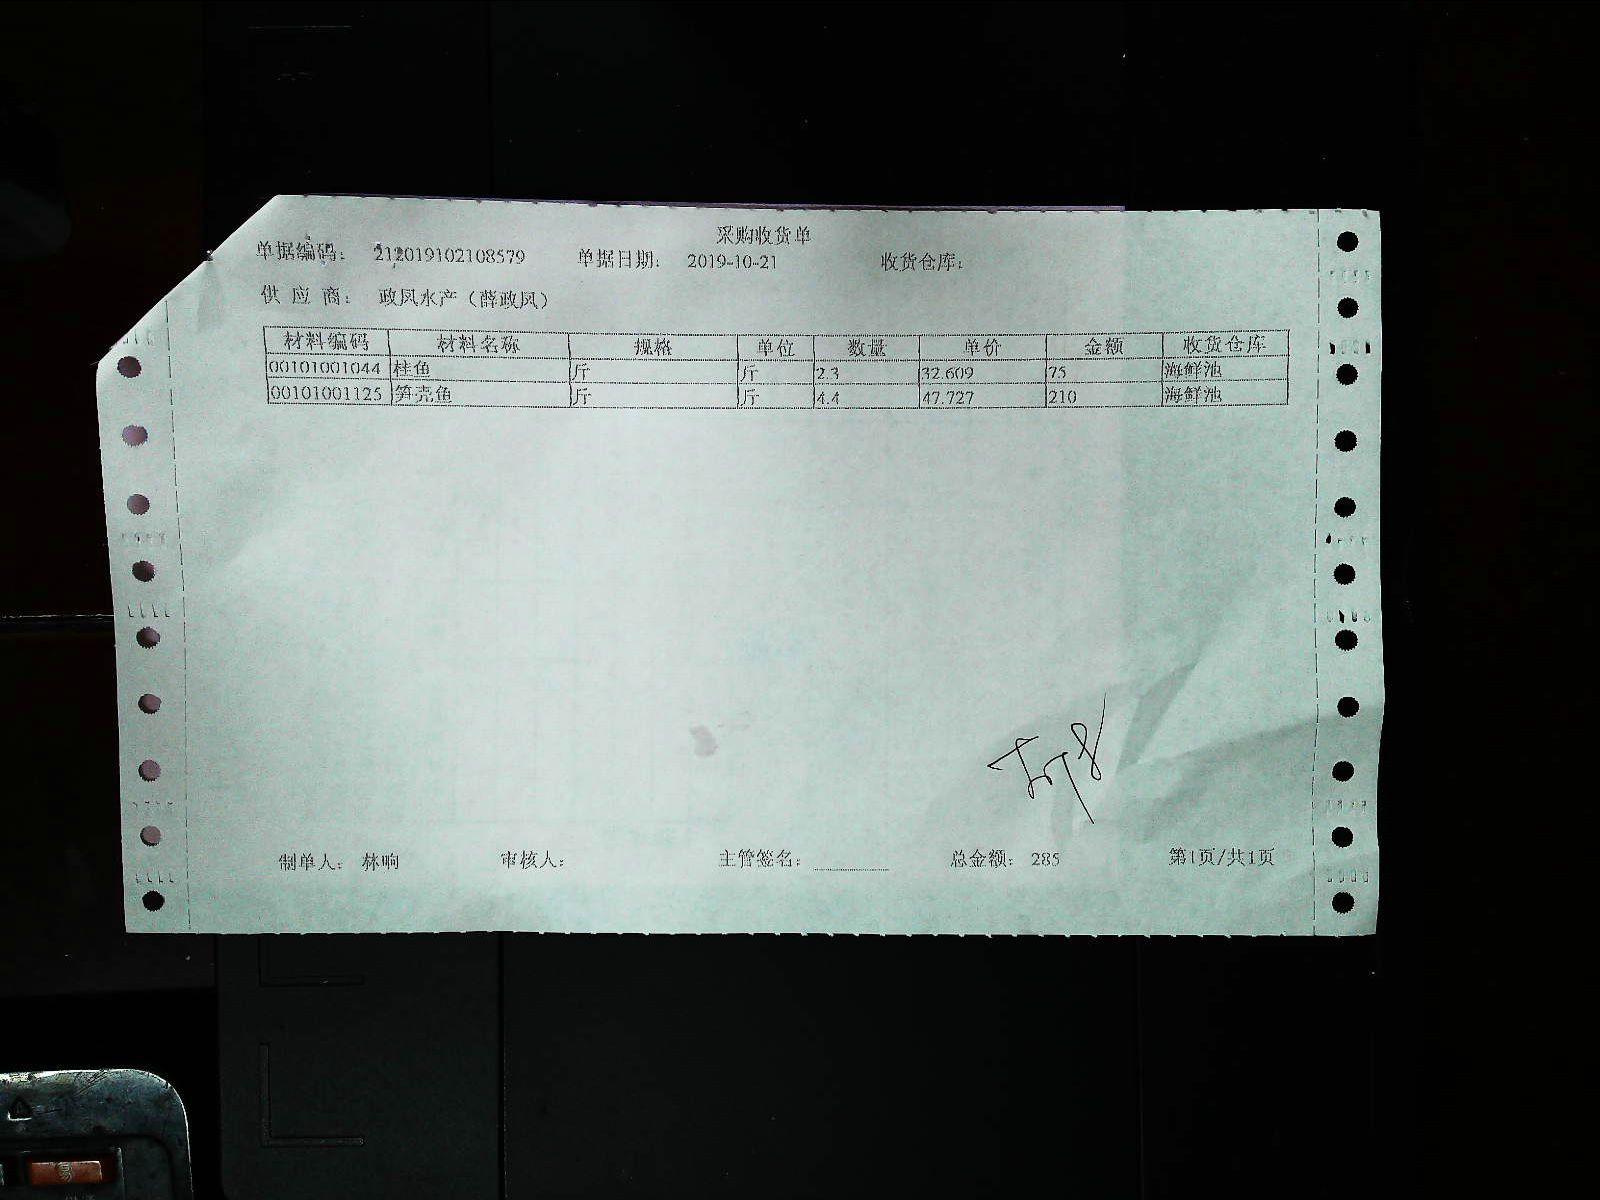 采购收货单
单据编码： 212019102108579 单据日期： 2019-10-21 收货仓库：
供 应 商： 政凤水产（薛政凤）
材料编码 材料名称 规格 单位 数量 单价 金额 收货仓库
00101001044 桂鱼 斤 斤 2.3 32.609 75 海鲜池
00101001125 笋壳鱼 斤 斤 4.4 47.727 210 海鲜池
制单人： 林响 审核人： 主管签名： 总金额： 285 第1页/共1页